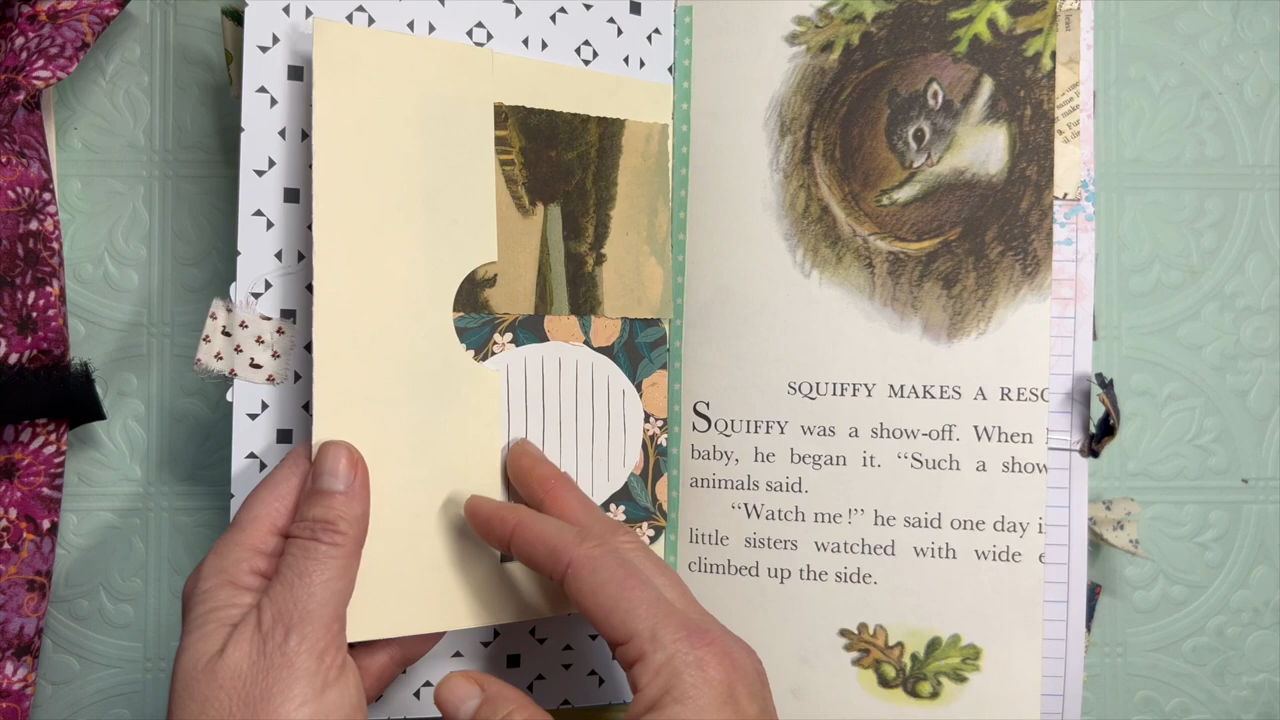 SQUIFFY MAKES A RESC
SQUIFFY was a show-off. When
baby, he began it. "Such a show
animals said.
"Watch me!" he said one day i
little sisters watched with wide e
climbed up the side.